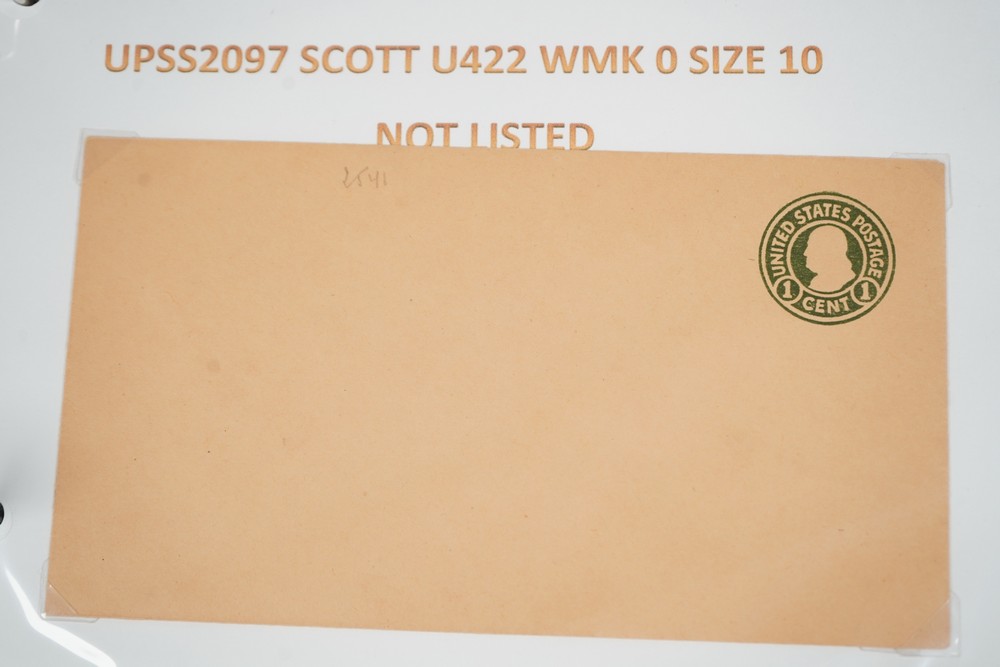 UPSS2097 SCOTT U422 WMK 0 SIZE 10
NOT LISTED
2541
UNITED STATES POSTAGE
1 CENT 1